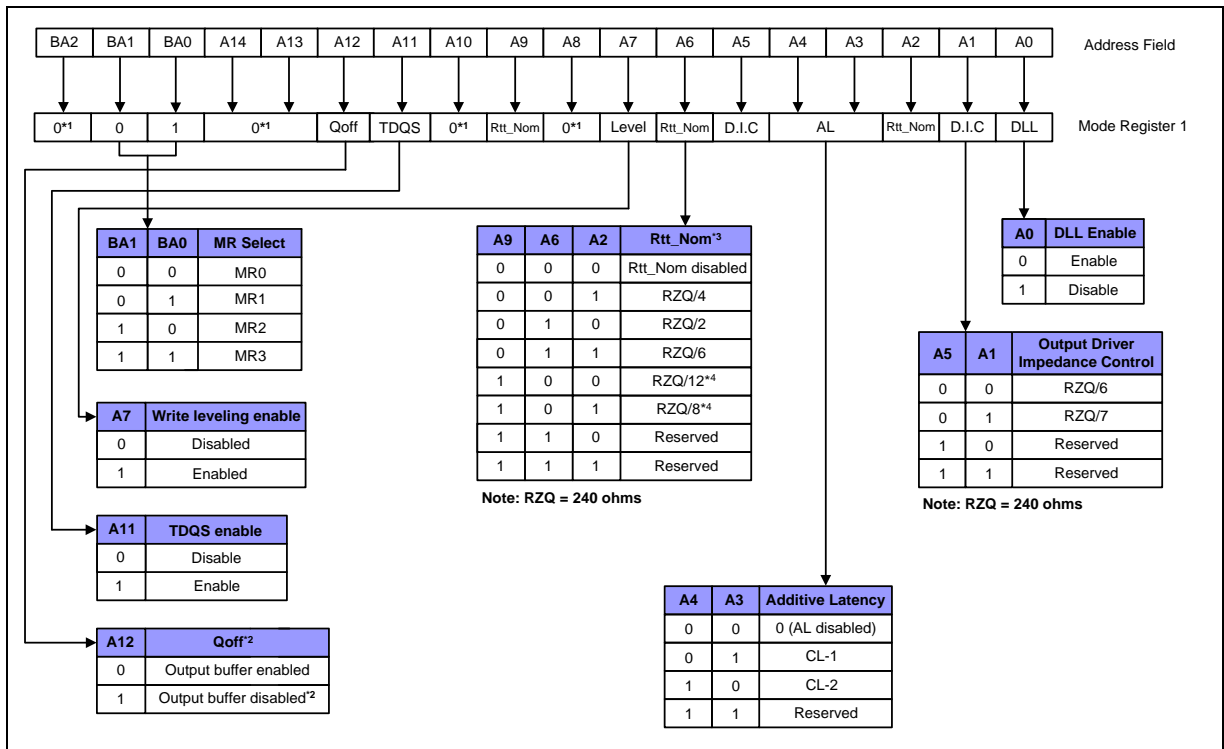 BA2 BA1 BA0 A14 A13 A12 A11 A10 A9 A8 A7 A6 A5 A4 A3 A2 A1 A0 Address Field
0*1 0 1 0*1 Qoff TDQS 0*1 Rtt_Nom 0*1 Level Rtt_Nom D.I.C AL Rtt_Nom D.I.C DLL Mode Register 1
BA1 BA0 MR Select
0 0 MR0
0 1 MR1
1 0 MR2
1 1 MR3
A7 Write leveling enable
0 Disabled
1 Enabled
A11 TDQS enable
0 Disable
1 Enable
A12 Qoff*2
0 Output buffer enabled
1 Output buffer disabled*2
A9 A6 A2 Rtt_Nom*3
0 0 0 Rtt_Nom disabled
0 0 1 RZQ/4
0 1 0 RZQ/2
0 1 1 RZQ/6
1 0 0 RZQ/12*4
1 0 1 RZQ/8*4
1 1 0 Reserved
1 1 1 Reserved
Note: RZQ = 240 ohms
A4 A3 Additive Latency
0 0 0 (AL disabled)
0 1 CL-1
1 0 CL-2
1 1 Reserved
A0 DLL Enable
0 Enable
1 Disable
A5 A1 Output Driver
Impedance Control
0 0 RZQ/6
0 1 RZQ/7
1 0 Reserved
1 1 Reserved
Note: RZQ = 240 ohms